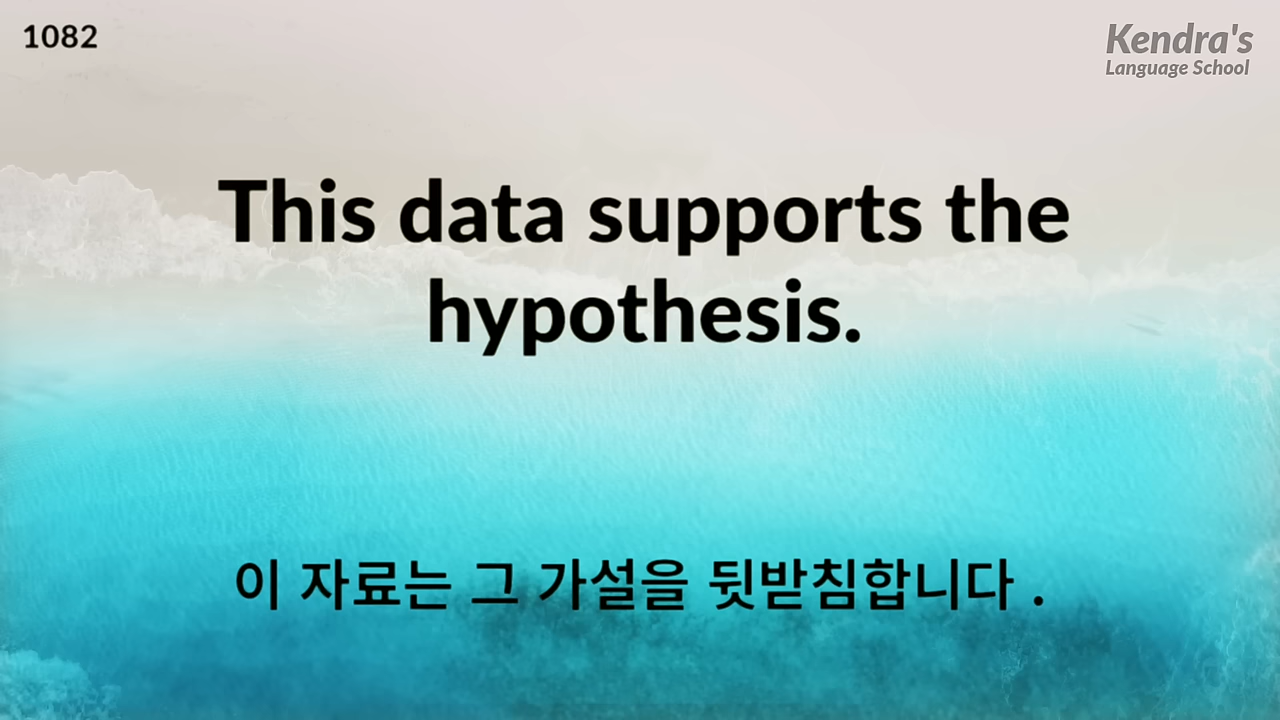 1082
Kendra's
Language School
This data supports the
hypothesis.
이 자료는 그 가설을 뒷받침합니다 .